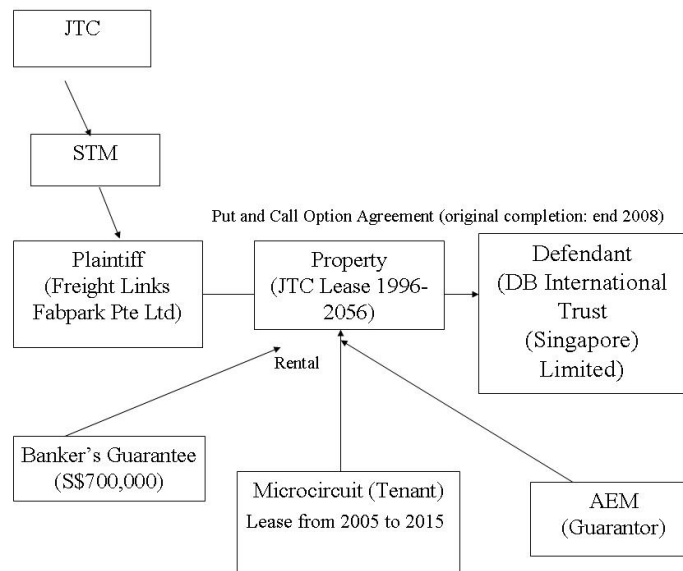 JTC
STM
Put and Call Option Agreement (original completion: end 2008)
Plaintiff
(Freight Links
Fabpark Pte Ltd)
Property
(JTC Lease 1996-
2056)
Defendant
(DB International
Trust
(Singapore)
Limited)
Rental
Banker's Guarantee
(S$700,000)
Microcircuit (Tenant)
Lease from 2005 to 2015
AEM
(Guarantor)